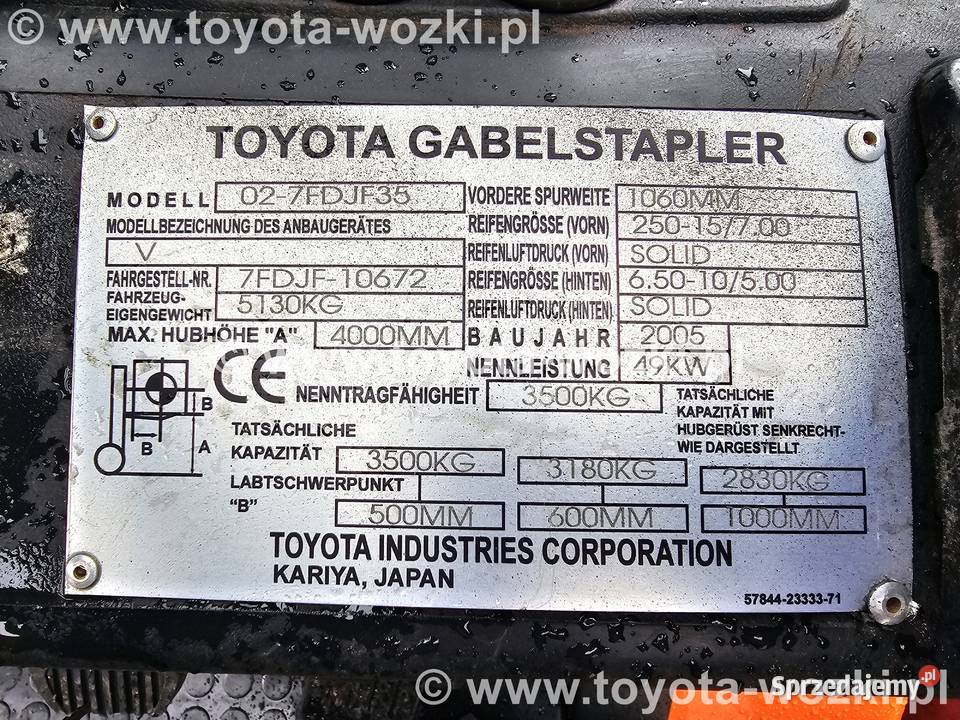 © www.toyota-wozki.pl
TOYOTA GABELSTAPLER
MODELL 02-7FDJF35 VORDERE SPURWEITE 1060MM
MODELLBEZEICHNUNG DES ANBAUGERÄTES REIFENGRÖSSE (VORN) 250-15/7.00
V REIFENLUFTDRUCK (VORN) SOLID
FAHRGESTELL-NR. 7FDJF-10672 REIFENGRÖSSE (HINTEN) 6.50-10/5.00
FAHRZEUG-
EIGENGEWICHT 5130KG REIFENLUFTDRUCK (HINTEN) SOLID
MAX. HUBHÖHE "A" 4000MM BAUJAHR 2005
NENNLEISTUNG 49KW
CE NENNTRAGFÄHIGHEIT 3500KG
TATSÄCHLICHE
KAPAZITÄT MIT
HUBGERÜST SENKRECHT-
WIE DARGESTELLT
B
B A
TATSÄCHLICHE
KAPAZITÄT 3500KG 3180KG 2830KG
LABTSCHWERPUNKT
"B" 500MM 600MM 1000MM
TOYOTA INDUSTRIES CORPORATION
KARIYA, JAPAN
57844-23333-71
© www.toyota-wozki.pl
Sprzedajemy.pl